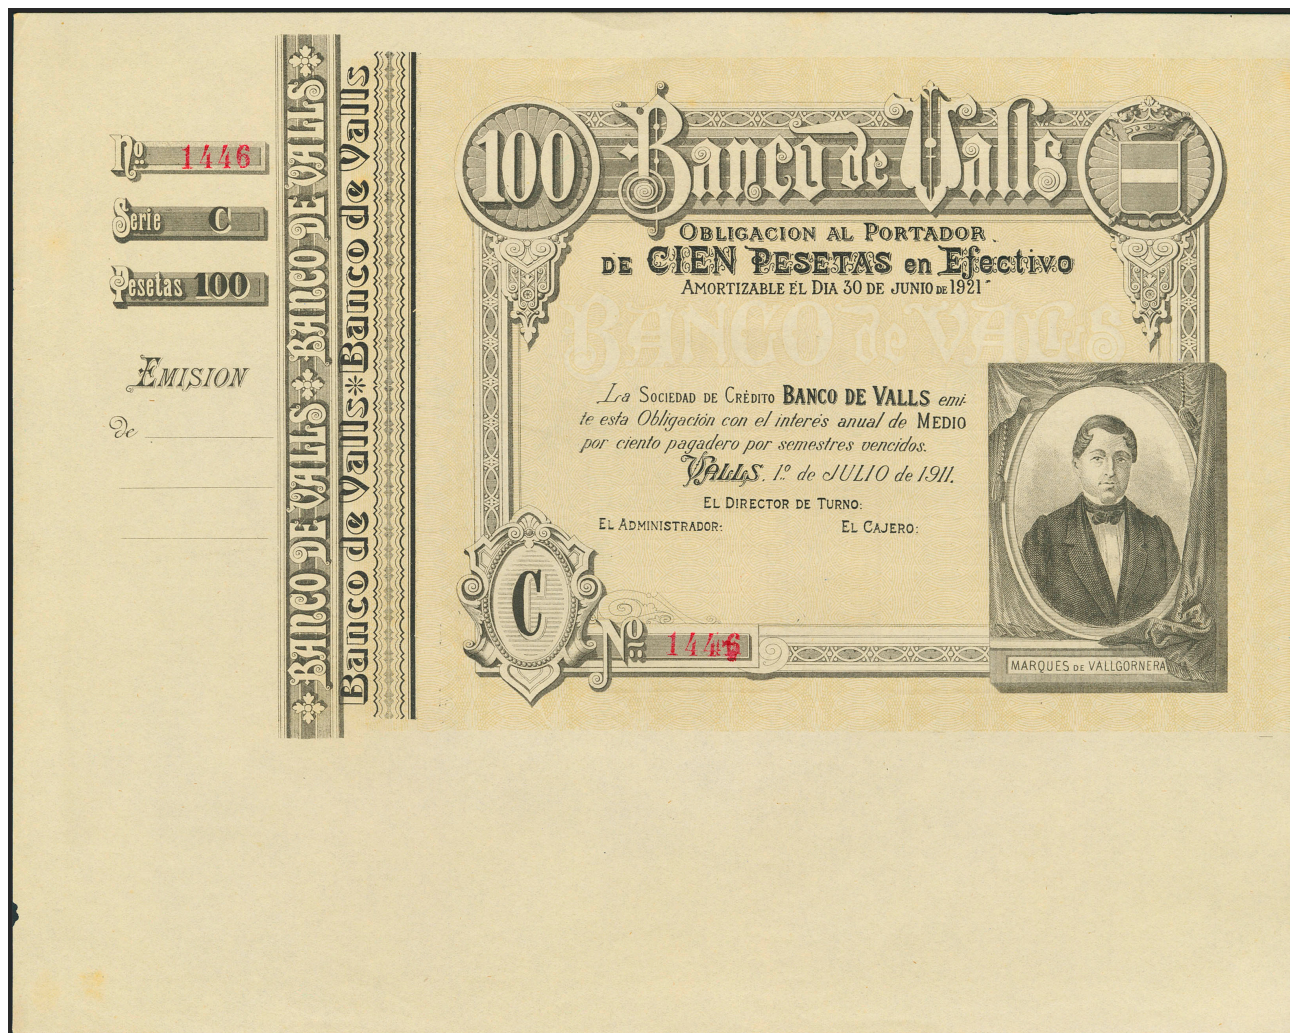 Nº 1446
Serie C
Pesetas 100
EMISION
de
BANCO DE VALLS * BANCO DE VALLS
Banco de Valls * Banco de Valls
100 Banco de Valls
OBLIGACION AL PORTADOR.
DE CIEN PESETAS en Efectivo
AMORTIZABLE EL DIA 30 DE JUNIO DE 1921
BANCO de VALLS
La SOCIEDAD DE CRÉDITO BANCO DE VALLS emi-
te esta Obligación con el interés anual de MEDIO
por ciento pagadero por semestres vencidos.
VALLS, 1º de JULIO de 1911.
EL DIRECTOR DE TURNO:
EL ADMINISTRADOR: EL CAJERO:
C
Nº 1446
MARQUES DE VALLGORNERA